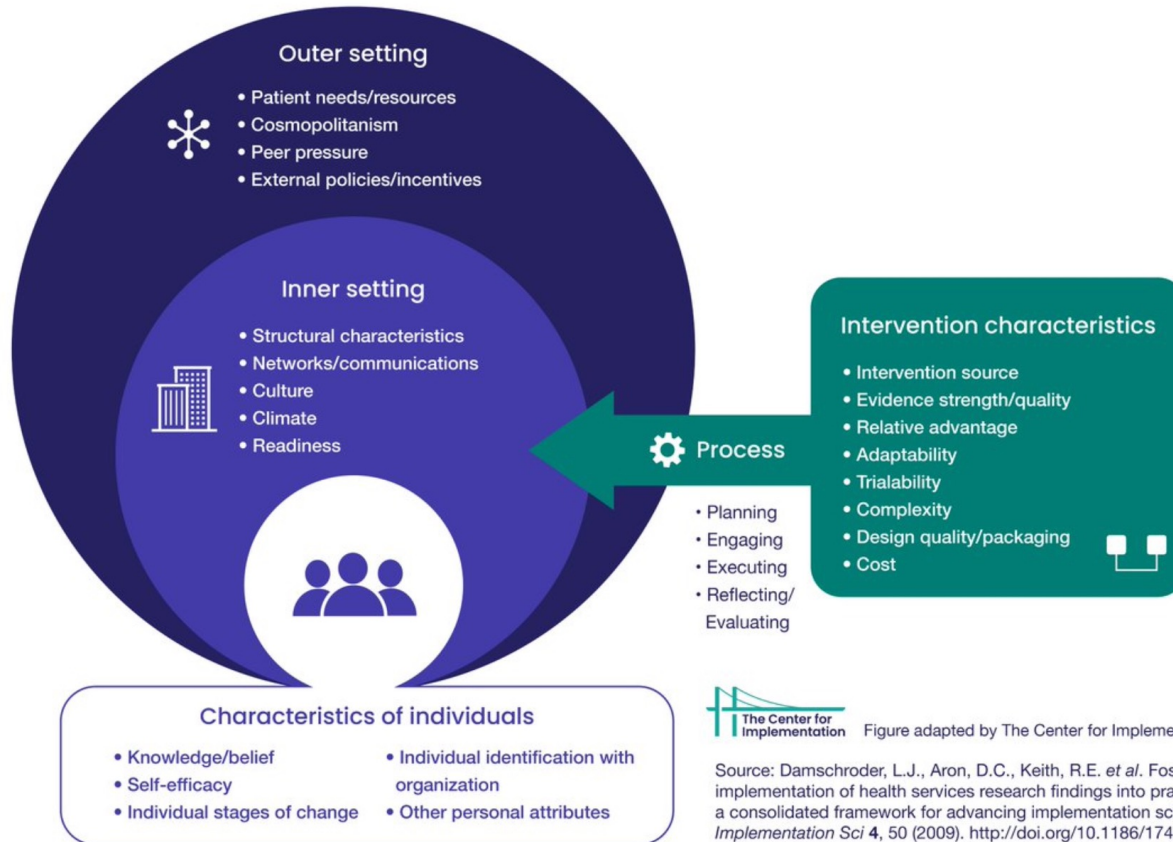 Outer setting
• Patient needs/resources
• Cosmopolitanism
• Peer pressure
• External policies/incentives
Inner setting
• Structural characteristics
• Networks/communications
• Culture
• Climate
• Readiness
Intervention characteristics
• Intervention source
• Evidence strength/quality
• Relative advantage
• Adaptability
• Trialability
• Complexity
• Design quality/packaging
• Cost
Process
• Planning
• Engaging
• Executing
• Reflecting/
Evaluating
Characteristics of individuals
• Knowledge/belief
• Self-efficacy
• Individual stages of change
• Individual identification with
organization
• Other personal attributes
The Center for
Implementation
Figure adapted by The Center for Impleme
Source: Damschroder, L.J., Aron, D.C., Keith, R.E. et al. Fos
implementation of health services research findings into pra
a consolidated framework for advancing implementation sc
Implementation Sci 4, 50 (2009). http://doi.org/10.1186/174